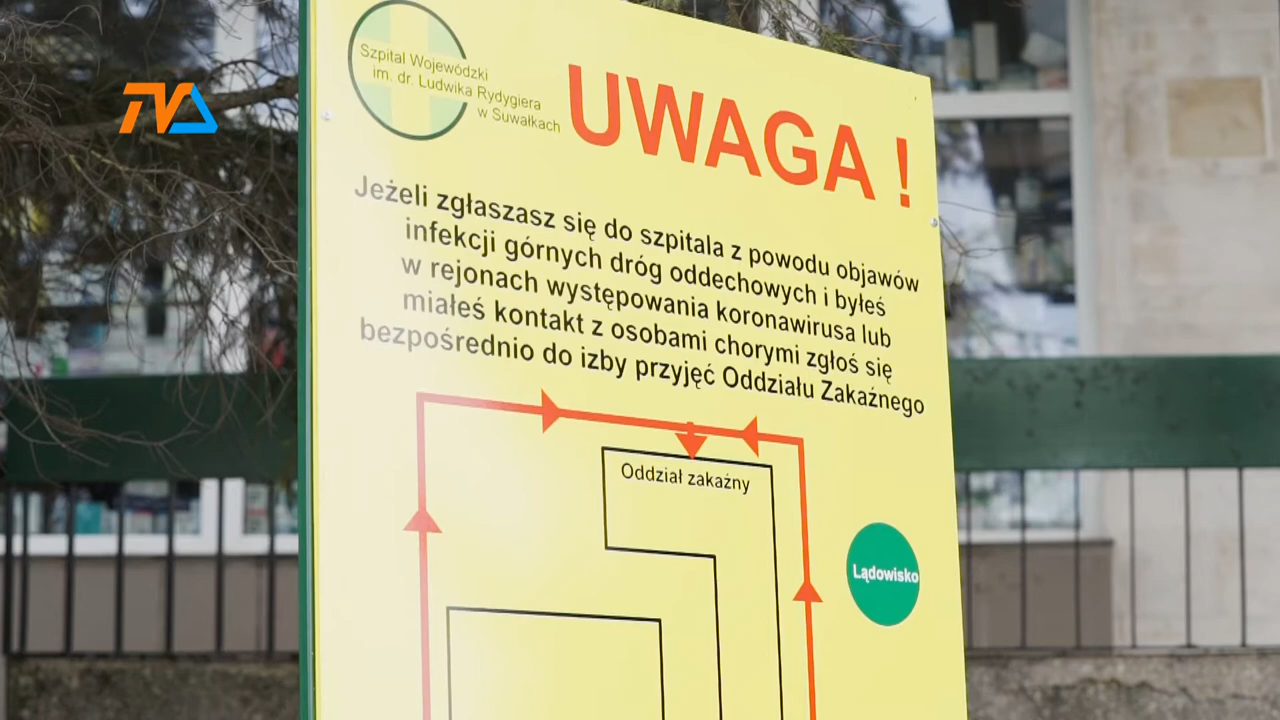 TVA
Szpital Wojewódzki
im. dr. Ludwika Rydygiera
w Suwałkach
UWAGA !
Jeżeli zgłaszasz się do szpitala z powodu objawów
infekcji górnych dróg oddechowych i byłeś
w rejonach występowania koronawirusa lub
miałeś kontakt z osobami chorymi zgłoś się
bezpośrednio do izby przyjęć Oddziału Zakaźnego
Oddział zakaźny
Lądowisko